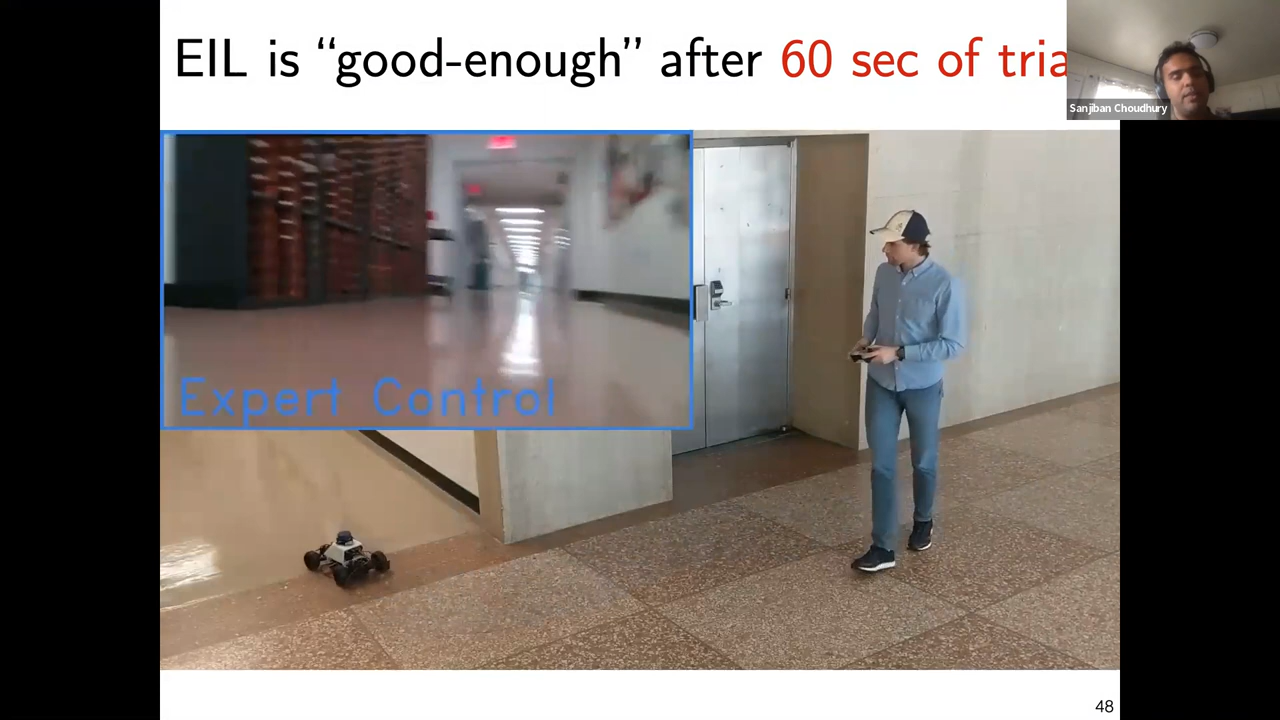 EIL is “good-enough” after 60 sec of tria
Sanjiban Choudhury
Expert Control
48